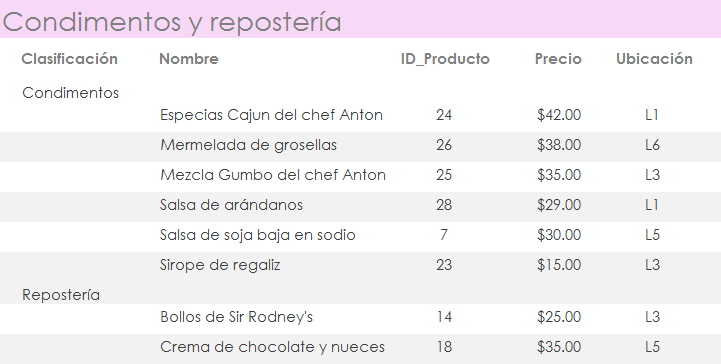 Condimentos y repostería
Clasificación Nombre ID_Producto Precio Ubicación
Condimentos
Especias Cajun del chef Anton 24 $42.00 L1
Mermelada de grosellas 26 $38.00 L6
Mezcla Gumbo del chef Anton 25 $35.00 L3
Salsa de arándanos 28 $29.00 L1
Salsa de soja baja en sodio 7 $30.00 L5
Sirope de regaliz 23 $15.00 L3
Repostería
Bollos de Sir Rodney's 14 $25.00 L3
Crema de chocolate y nueces 18 $35.00 L5